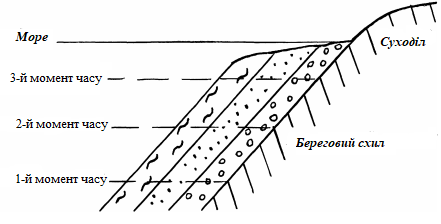 Море
Суходіл
3-й момент часу
2-й момент часу
Береговий схил
1-й момент часу